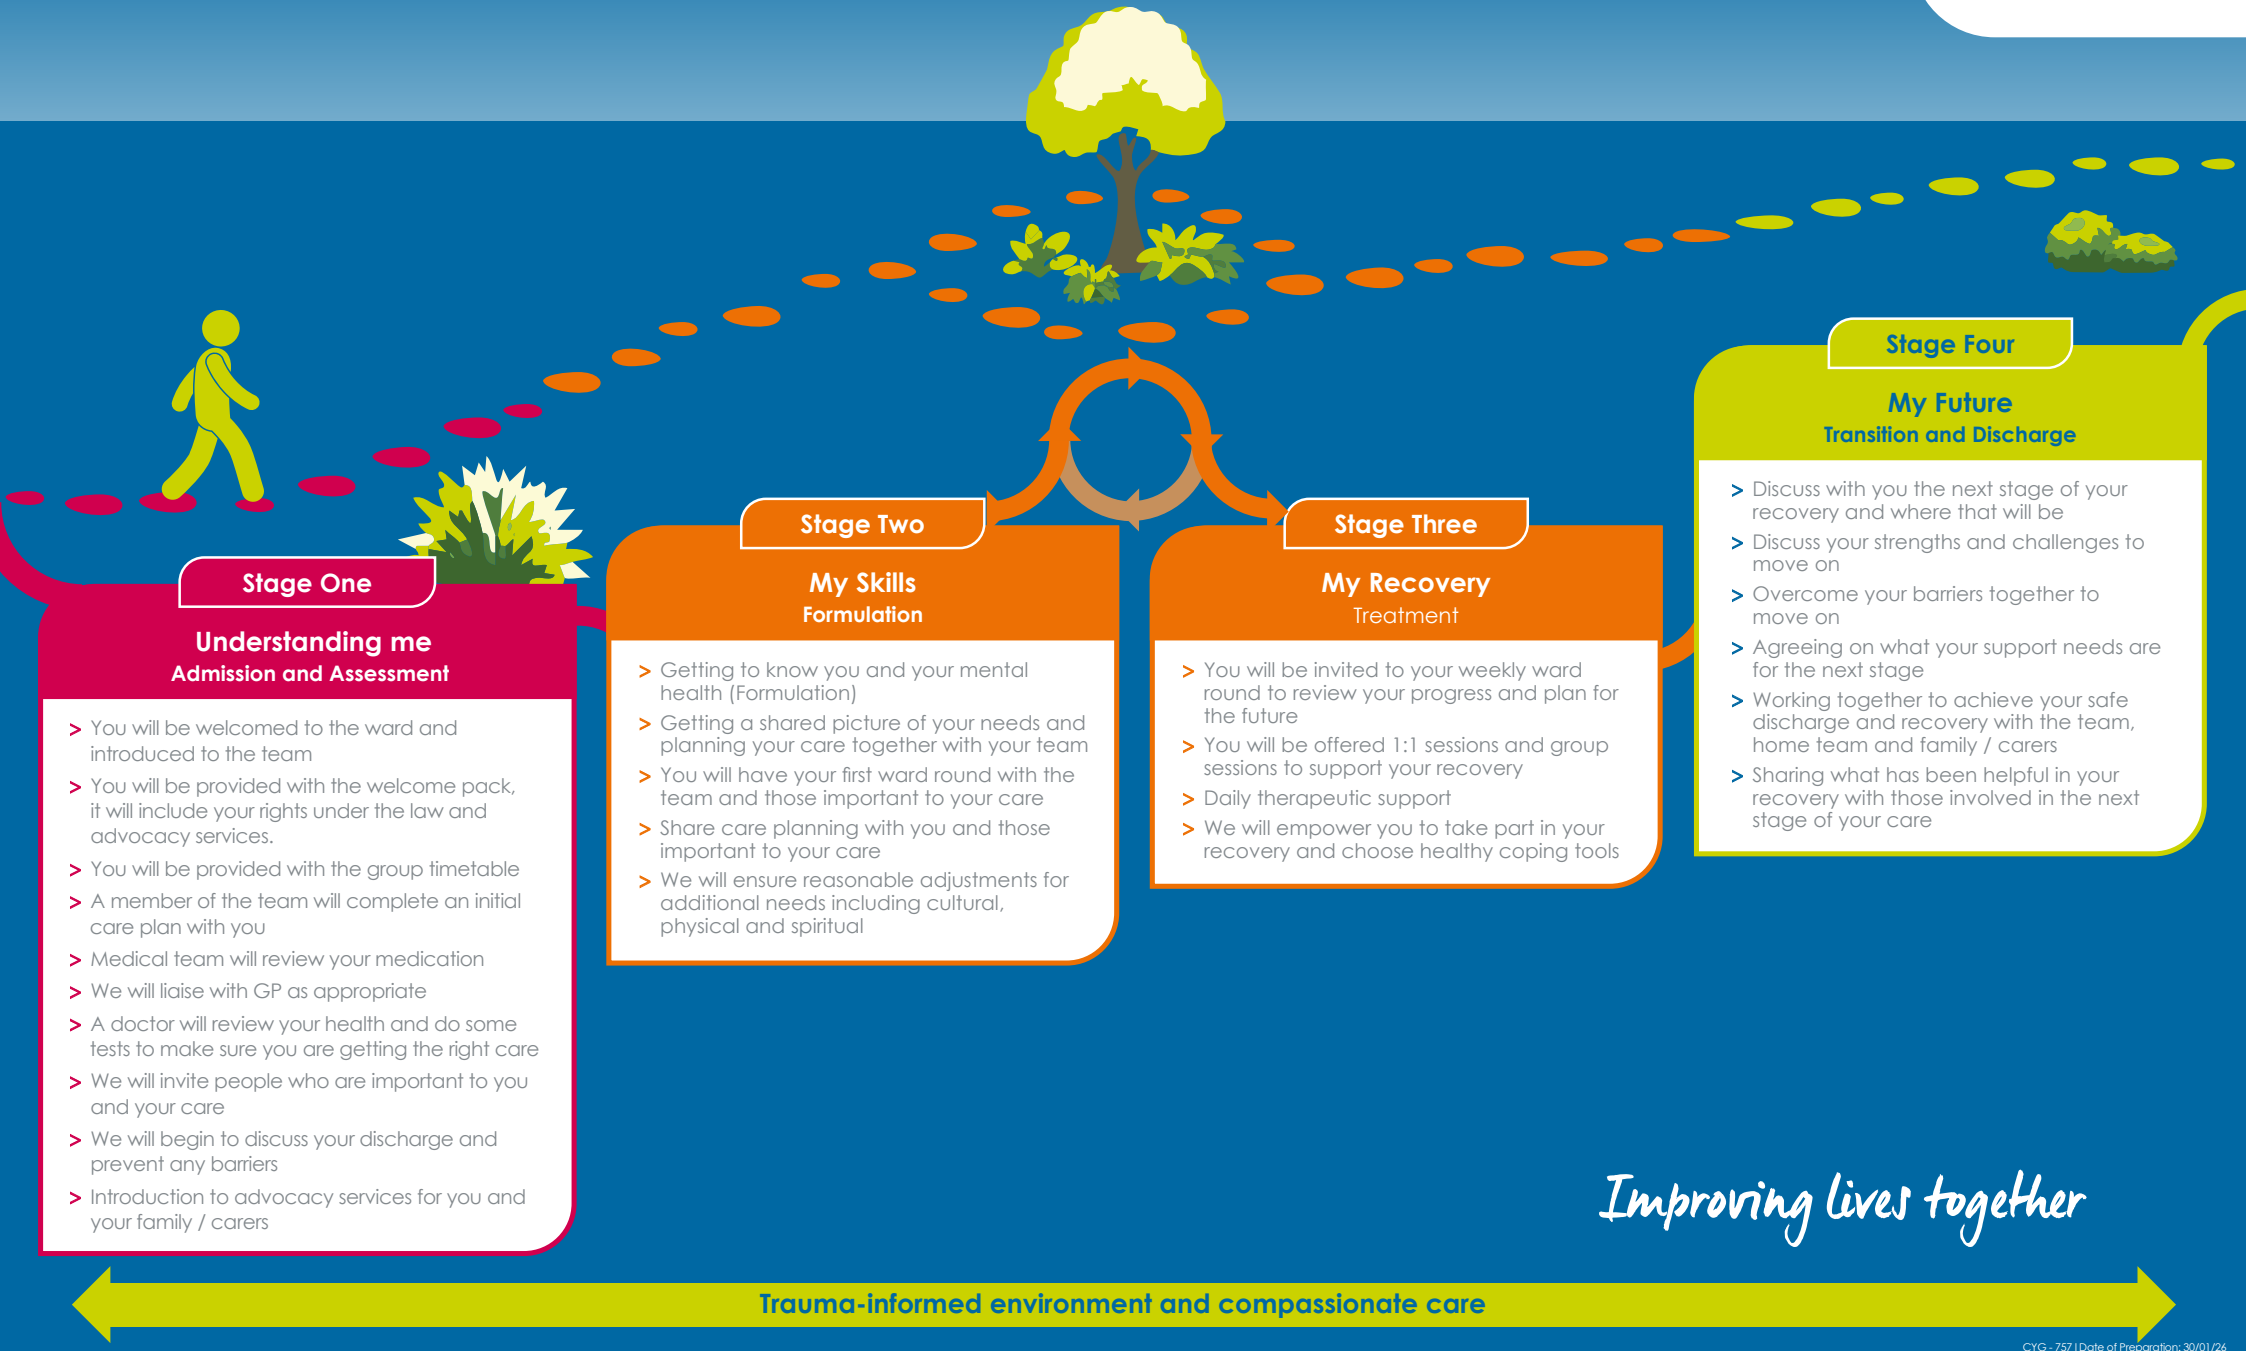 Stage One
Understanding me
Admission and Assessment
> You will be welcomed to the ward and
introduced to the team
> You will be provided with the welcome pack,
it will include your rights under the law and
advocacy services.
> You will be provided with the group timetable
> A member of the team will complete an initial
care plan with you
> Medical team will review your medication
> We will liaise with GP as appropriate
> A doctor will review your health and do some
tests to make sure you are getting the right care
> We will invite people who are important to you
and your care
> We will begin to discuss your discharge and
prevent any barriers
> Introduction to advocacy services for you and
your family / carers
Stage Two
My Skills
Formulation
> Getting to know you and your mental
health (Formulation)
> Getting a shared picture of your needs and
planning your care together with your team
> You will have your first ward round with the
team and those important to your care
> Share care planning with you and those
important to your care
> We will ensure reasonable adjustments for
additional needs including cultural,
physical and spiritual
Stage Three
My Recovery
Treatment
> You will be invited to your weekly ward
round to review your progress and plan for
the future
> You will be offered 1:1 sessions and group
sessions to support your recovery
> Daily therapeutic support
> We will empower you to take part in your
recovery and choose healthy coping tools
Stage Four
My Future
Transition and Discharge
> Discuss with you the next stage of your
recovery and where that will be
> Discuss your strengths and challenges to
move on
> Overcome your barriers together to
move on
> Agreeing on what your support needs are
for the next stage
> Working together to achieve your safe
discharge and recovery with the team,
home team and family / carers
> Sharing what has been helpful in your
recovery with those involved in the next
stage of your care
Improving lives together
Trauma-informed environment and compassionate care
CYG - 757 | Date of Preparation: 30/01/26